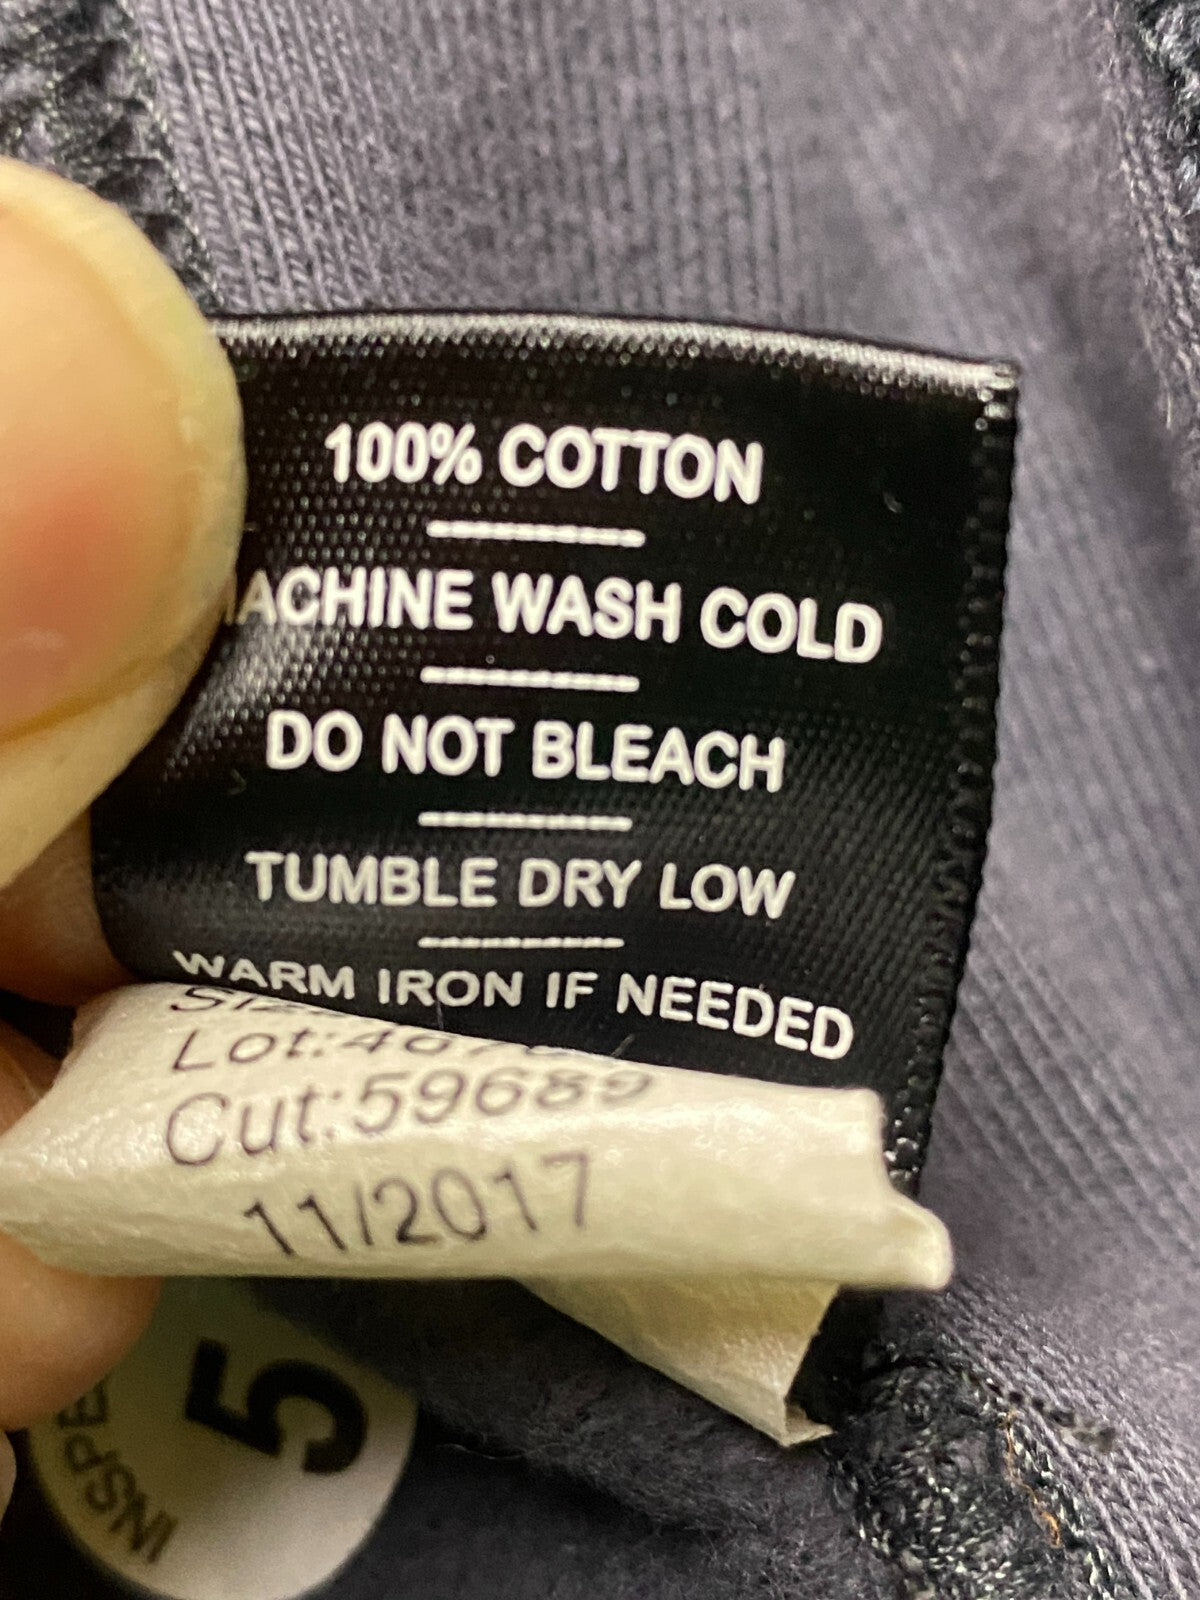 100% COTTON
MACHINE WASH COLD
DO NOT BLEACH
TUMBLE DRY LOW
WARM IRON IF NEEDED
Cut:59689
11/2017
5